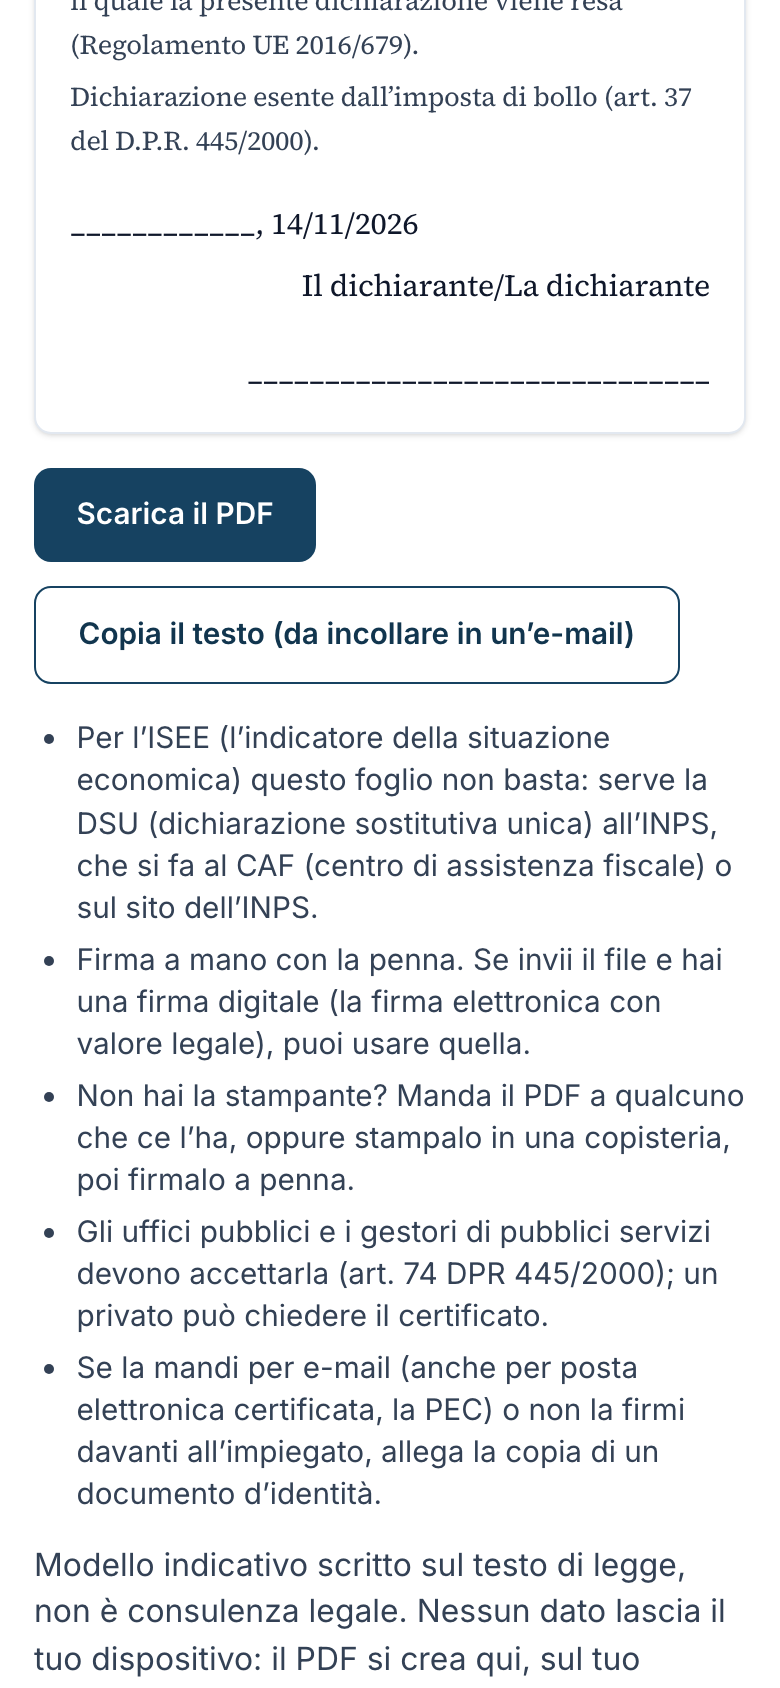 il quale la presente dichiarazione viene resa
(Regolamento UE 2016/679).
Dichiarazione esente dall’imposta di bollo (art. 37
del D.P.R. 445/2000).
____________, 14/11/2026
Il dichiarante/La dichiarante
______________________________
Scarica il PDF
Copia il testo (da incollare in un’e-mail)
• Per l’ISEE (l’indicatore della situazione
economica) questo foglio non basta: serve la
DSU (dichiarazione sostitutiva unica) all’INPS,
che si fa al CAF (centro di assistenza fiscale) o
sul sito dell’INPS.
• Firma a mano con la penna. Se invii il file e hai
una firma digitale (la firma elettronica con
valore legale), puoi usare quella.
• Non hai la stampante? Manda il PDF a qualcuno
che ce l’ha, oppure stampalo in una copisteria,
poi firmalo a penna.
• Gli uffici pubblici e i gestori di pubblici servizi
devono accettarla (art. 74 DPR 445/2000); un
privato può chiedere il certificato.
• Se la mandi per e-mail (anche per posta
elettronica certificata, la PEC) o non la firmi
davanti all’impiegato, allega la copia di un
documento d’identità.
Modello indicativo scritto sul testo di legge,
non è consulenza legale. Nessun dato lascia il
tuo dispositivo: il PDF si crea qui, sul tuo